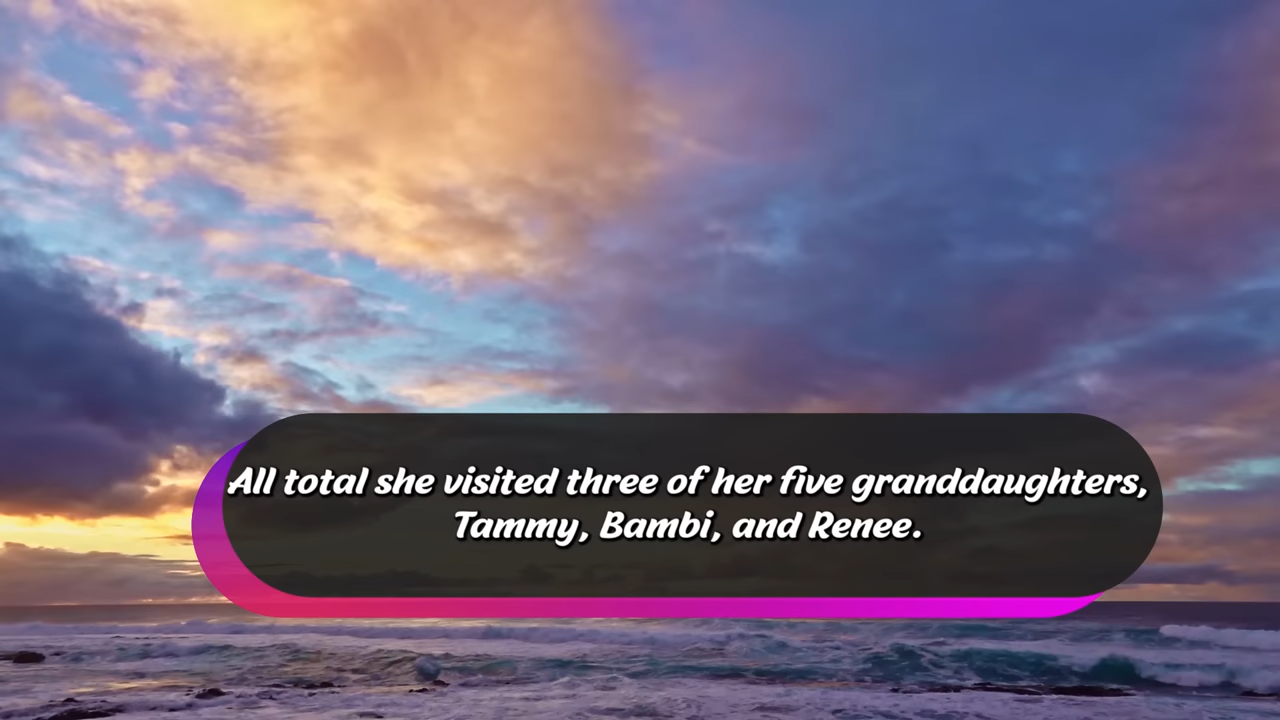 All total she visited three of her five granddaughters,
Tammy, Bambi, and Renee.